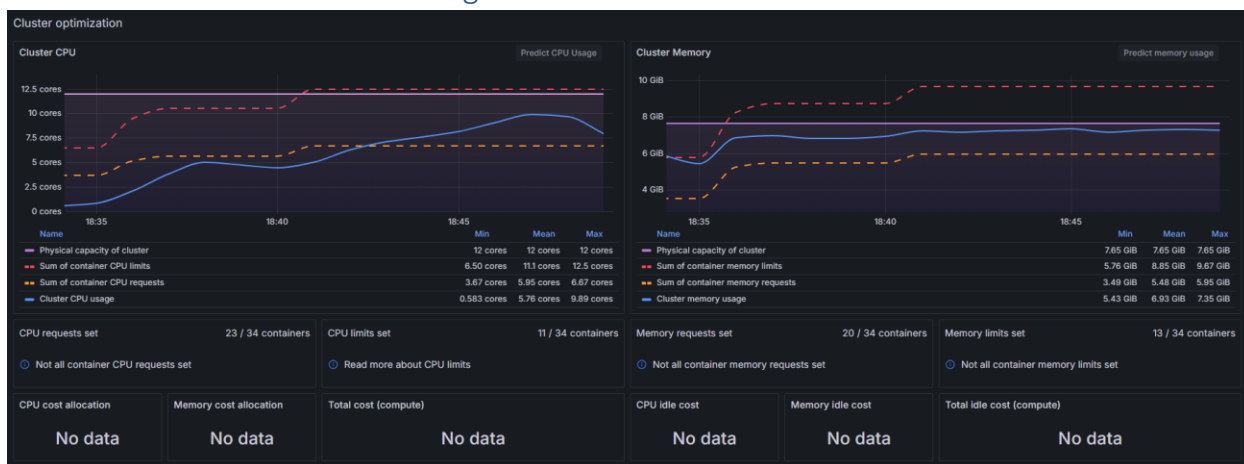 Cluster optimization
Cluster CPU
Predict CPU Usage
12.5 cores
10 cores
7.5 cores
5 cores
2.5 cores
0 cores
18:35 18:40 18:45
Name Min Mean Max
Physical capacity of cluster 12 cores 12 cores 12 cores
Sum of container CPU limits 6.50 cores 11.1 cores 12.5 cores
Sum of container CPU requests 3.67 cores 5.95 cores 6.67 cores
Cluster CPU usage 0.583 cores 5.76 cores 9.89 cores
Cluster Memory
Predict memory usage
10 GiB
8 GiB
6 GiB
4 GiB
18:35 18:40 18:45
Name Min Mean Max
Physical capacity of cluster 7.65 GiB 7.65 GiB 7.65 GiB
Sum of container memory limits 5.76 GiB 8.85 GiB 9.67 GiB
Sum of container memory requests 3.49 GiB 5.48 GiB 5.95 GiB
Cluster memory usage 5.43 GiB 6.93 GiB 7.35 GiB
CPU requests set 23 / 34 containers
Not all container CPU requests set
CPU limits set 11 / 34 containers
Read more about CPU limits
Memory requests set 20 / 34 containers
Not all container memory requests set
Memory limits set 13 / 34 containers
Not all container memory limits set
CPU cost allocation
No data
Memory cost allocation
No data
Total cost (compute)
No data
CPU idle cost
No data
Memory idle cost
No data
Total idle cost (compute)
No data